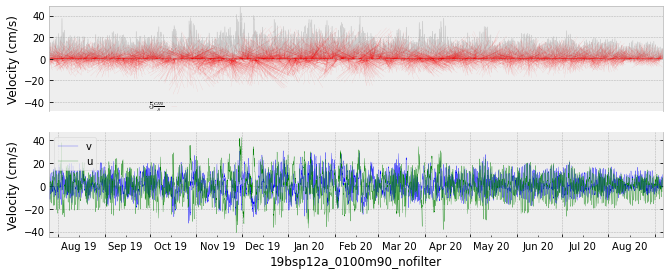 Velocity (cm/s)
40
20
0
−20
−40
5 cm/s
Velocity (cm/s)
40
20
0
−20
−40
v
u
Aug 19 Sep 19 Oct 19 Nov 19 Dec 19 Jan 20 Feb 20 Mar 20 Apr 20 May 20 Jun 20 Jul 20 Aug 20
19bsp12a_0100m90_nofilter